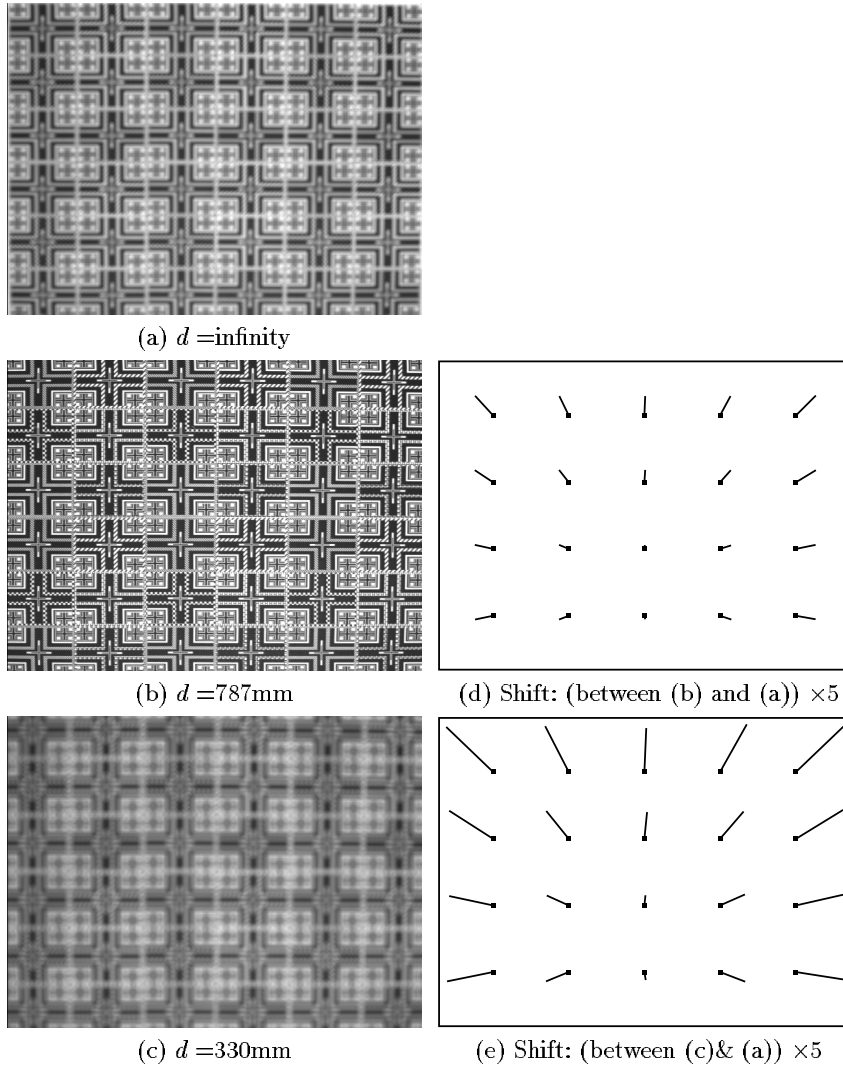 (a) d =infinity
(b) d =787mm
(d) Shift: (between (b) and (a)) ×5
(c) d =330mm
(e) Shift: (between (c)& (a)) ×5